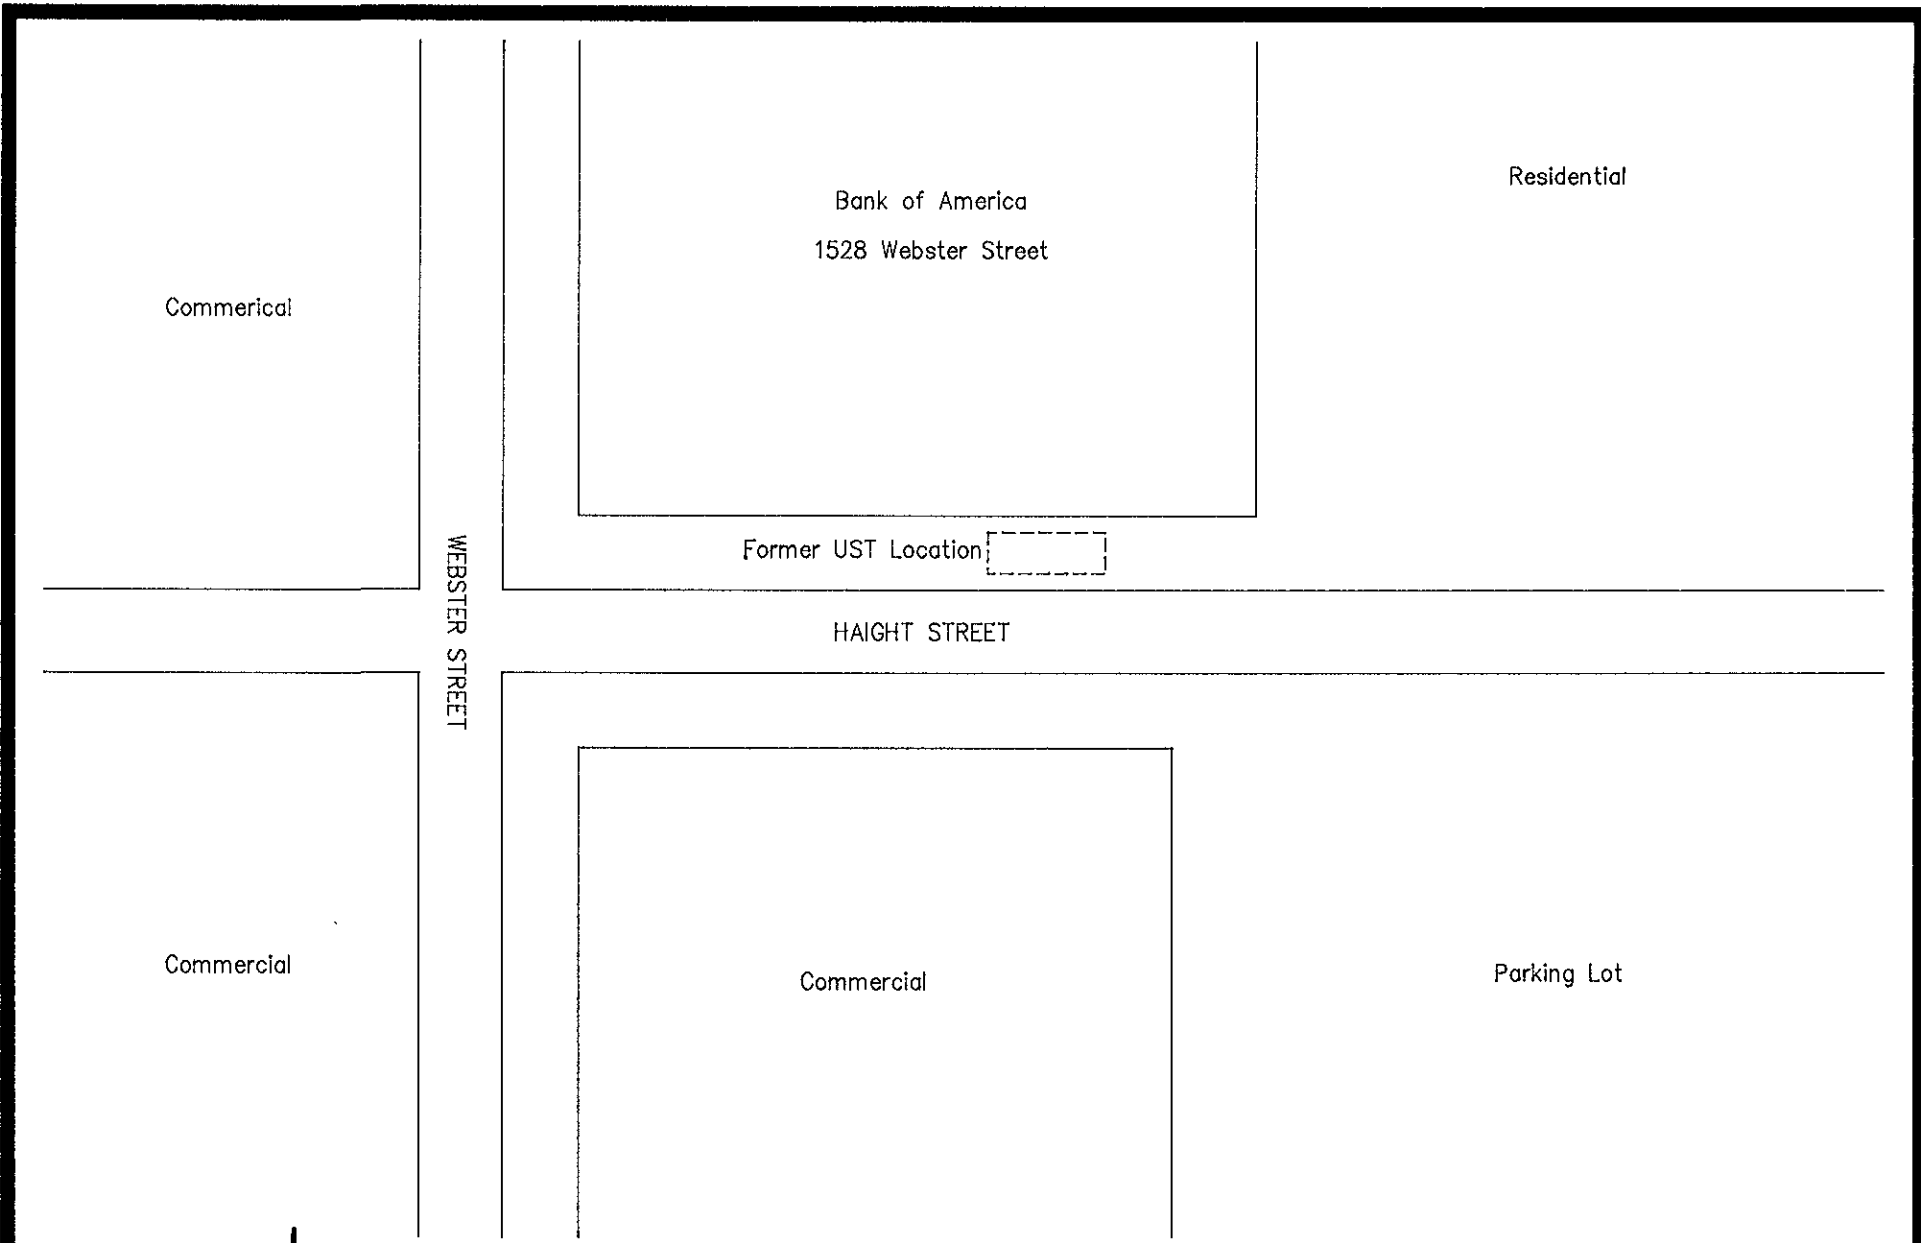 Residential
Bank of America
1528 Webster Street
Commerical
Former UST Location
WEBSTER STREET
HAIGHT STREET
Commercial
Commercial
Parking Lot